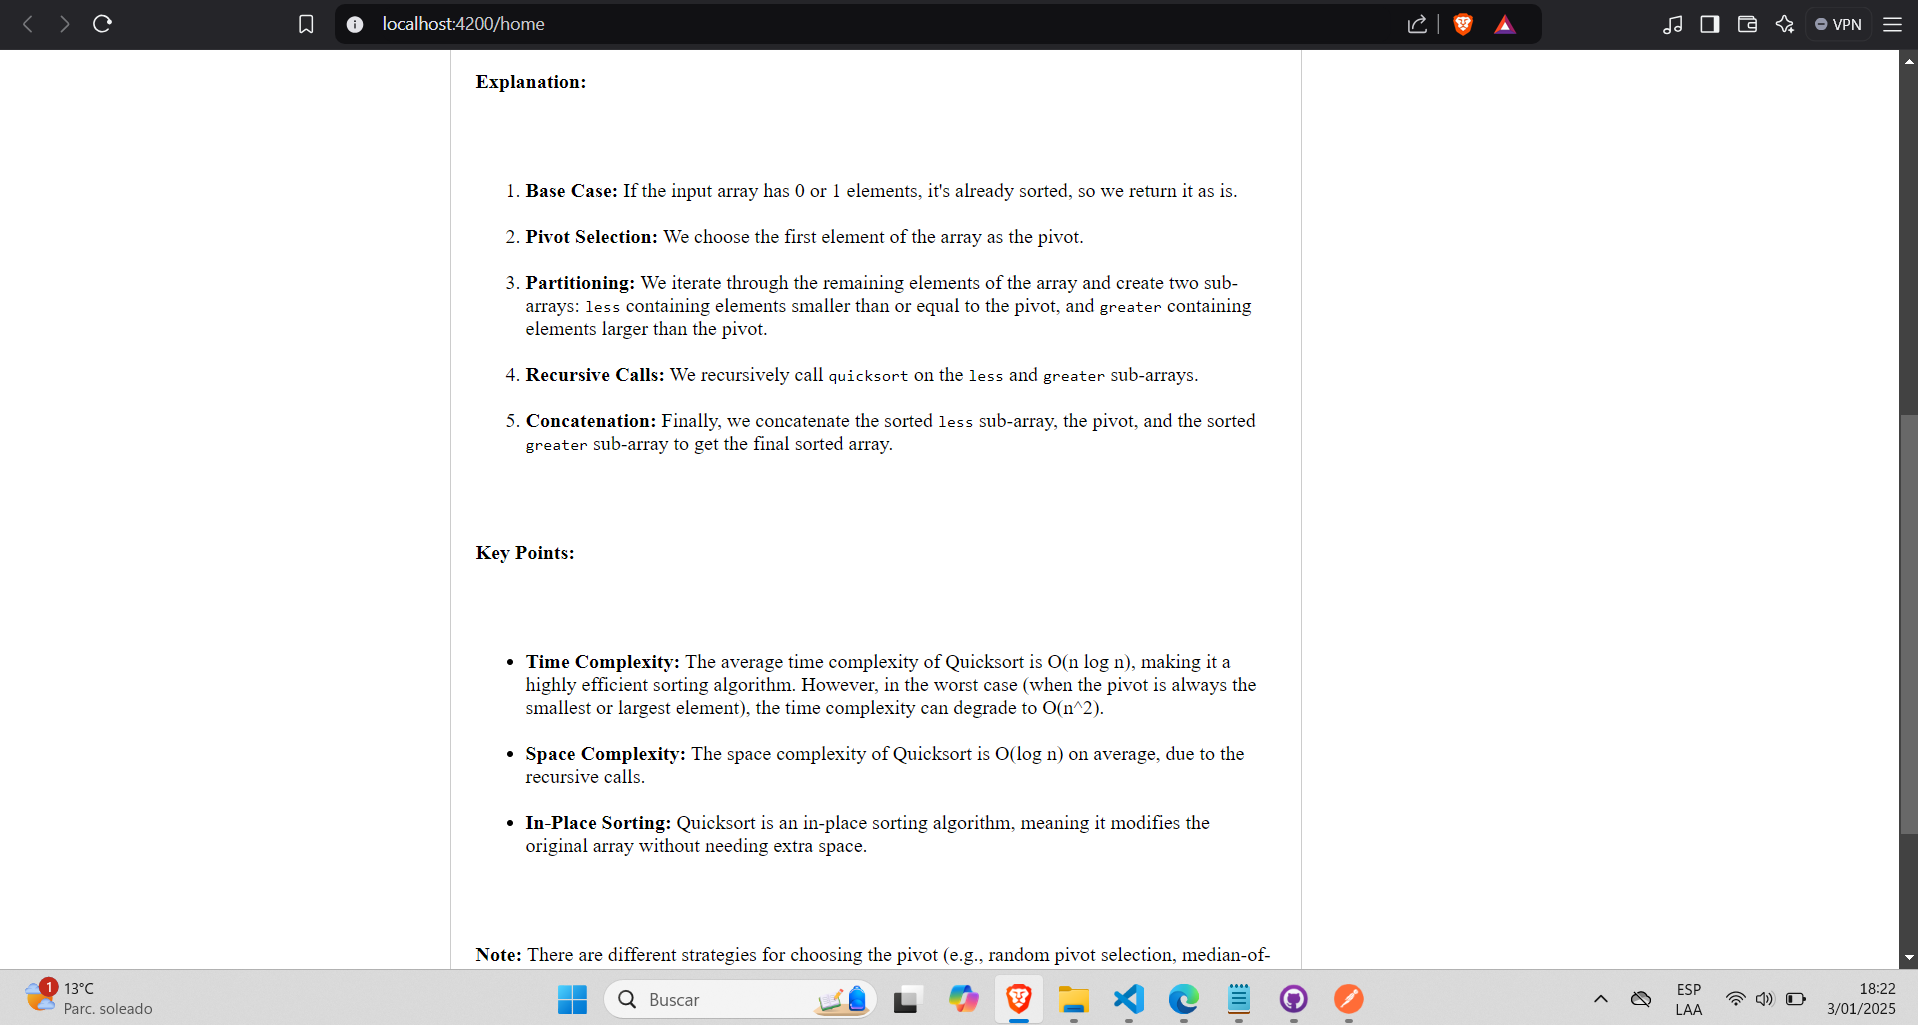 localhost:4200/home
VPN
Explanation:
1. Base Case: If the input array has 0 or 1 elements, it's already sorted, so we return it as is.
2. Pivot Selection: We choose the first element of the array as the pivot.
3. Partitioning: We iterate through the remaining elements of the array and create two sub-
arrays: less containing elements smaller than or equal to the pivot, and greater containing
elements larger than the pivot.
4. Recursive Calls: We recursively call quicksort on the less and greater sub-arrays.
5. Concatenation: Finally, we concatenate the sorted less sub-array, the pivot, and the sorted
greater sub-array to get the final sorted array.
Key Points:
• Time Complexity: The average time complexity of Quicksort is O(n log n), making it a
highly efficient sorting algorithm. However, in the worst case (when the pivot is always the
smallest or largest element), the time complexity can degrade to O(n^2).
• Space Complexity: The space complexity of Quicksort is O(log n) on average, due to the
recursive calls.
• In-Place Sorting: Quicksort is an in-place sorting algorithm, meaning it modifies the
original array without needing extra space.
Note: There are different strategies for choosing the pivot (e.g., random pivot selection, median-of-
1
13°C
Parc. soleado
Buscar
ESP
LAA
18:22
3/01/2025